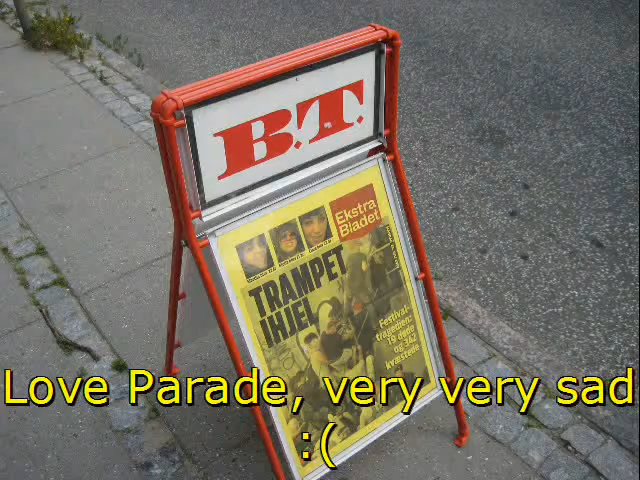 B.T.
Ekstra
Bladet
TRAMPET
IHJEL
Festival-
tragedien:
19 døde
og 342
kvæstede
Love Parade, very very sad
:(